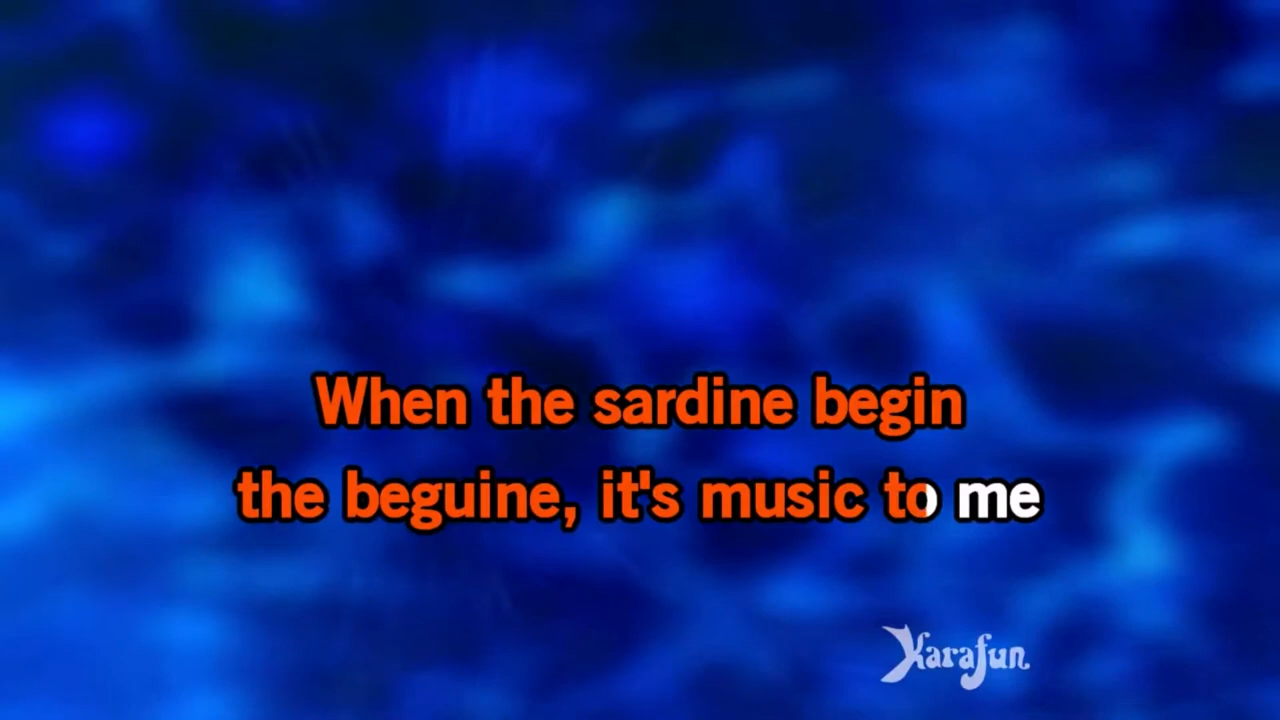 When the sardine begin
the beguine, it's music to me
Karafun